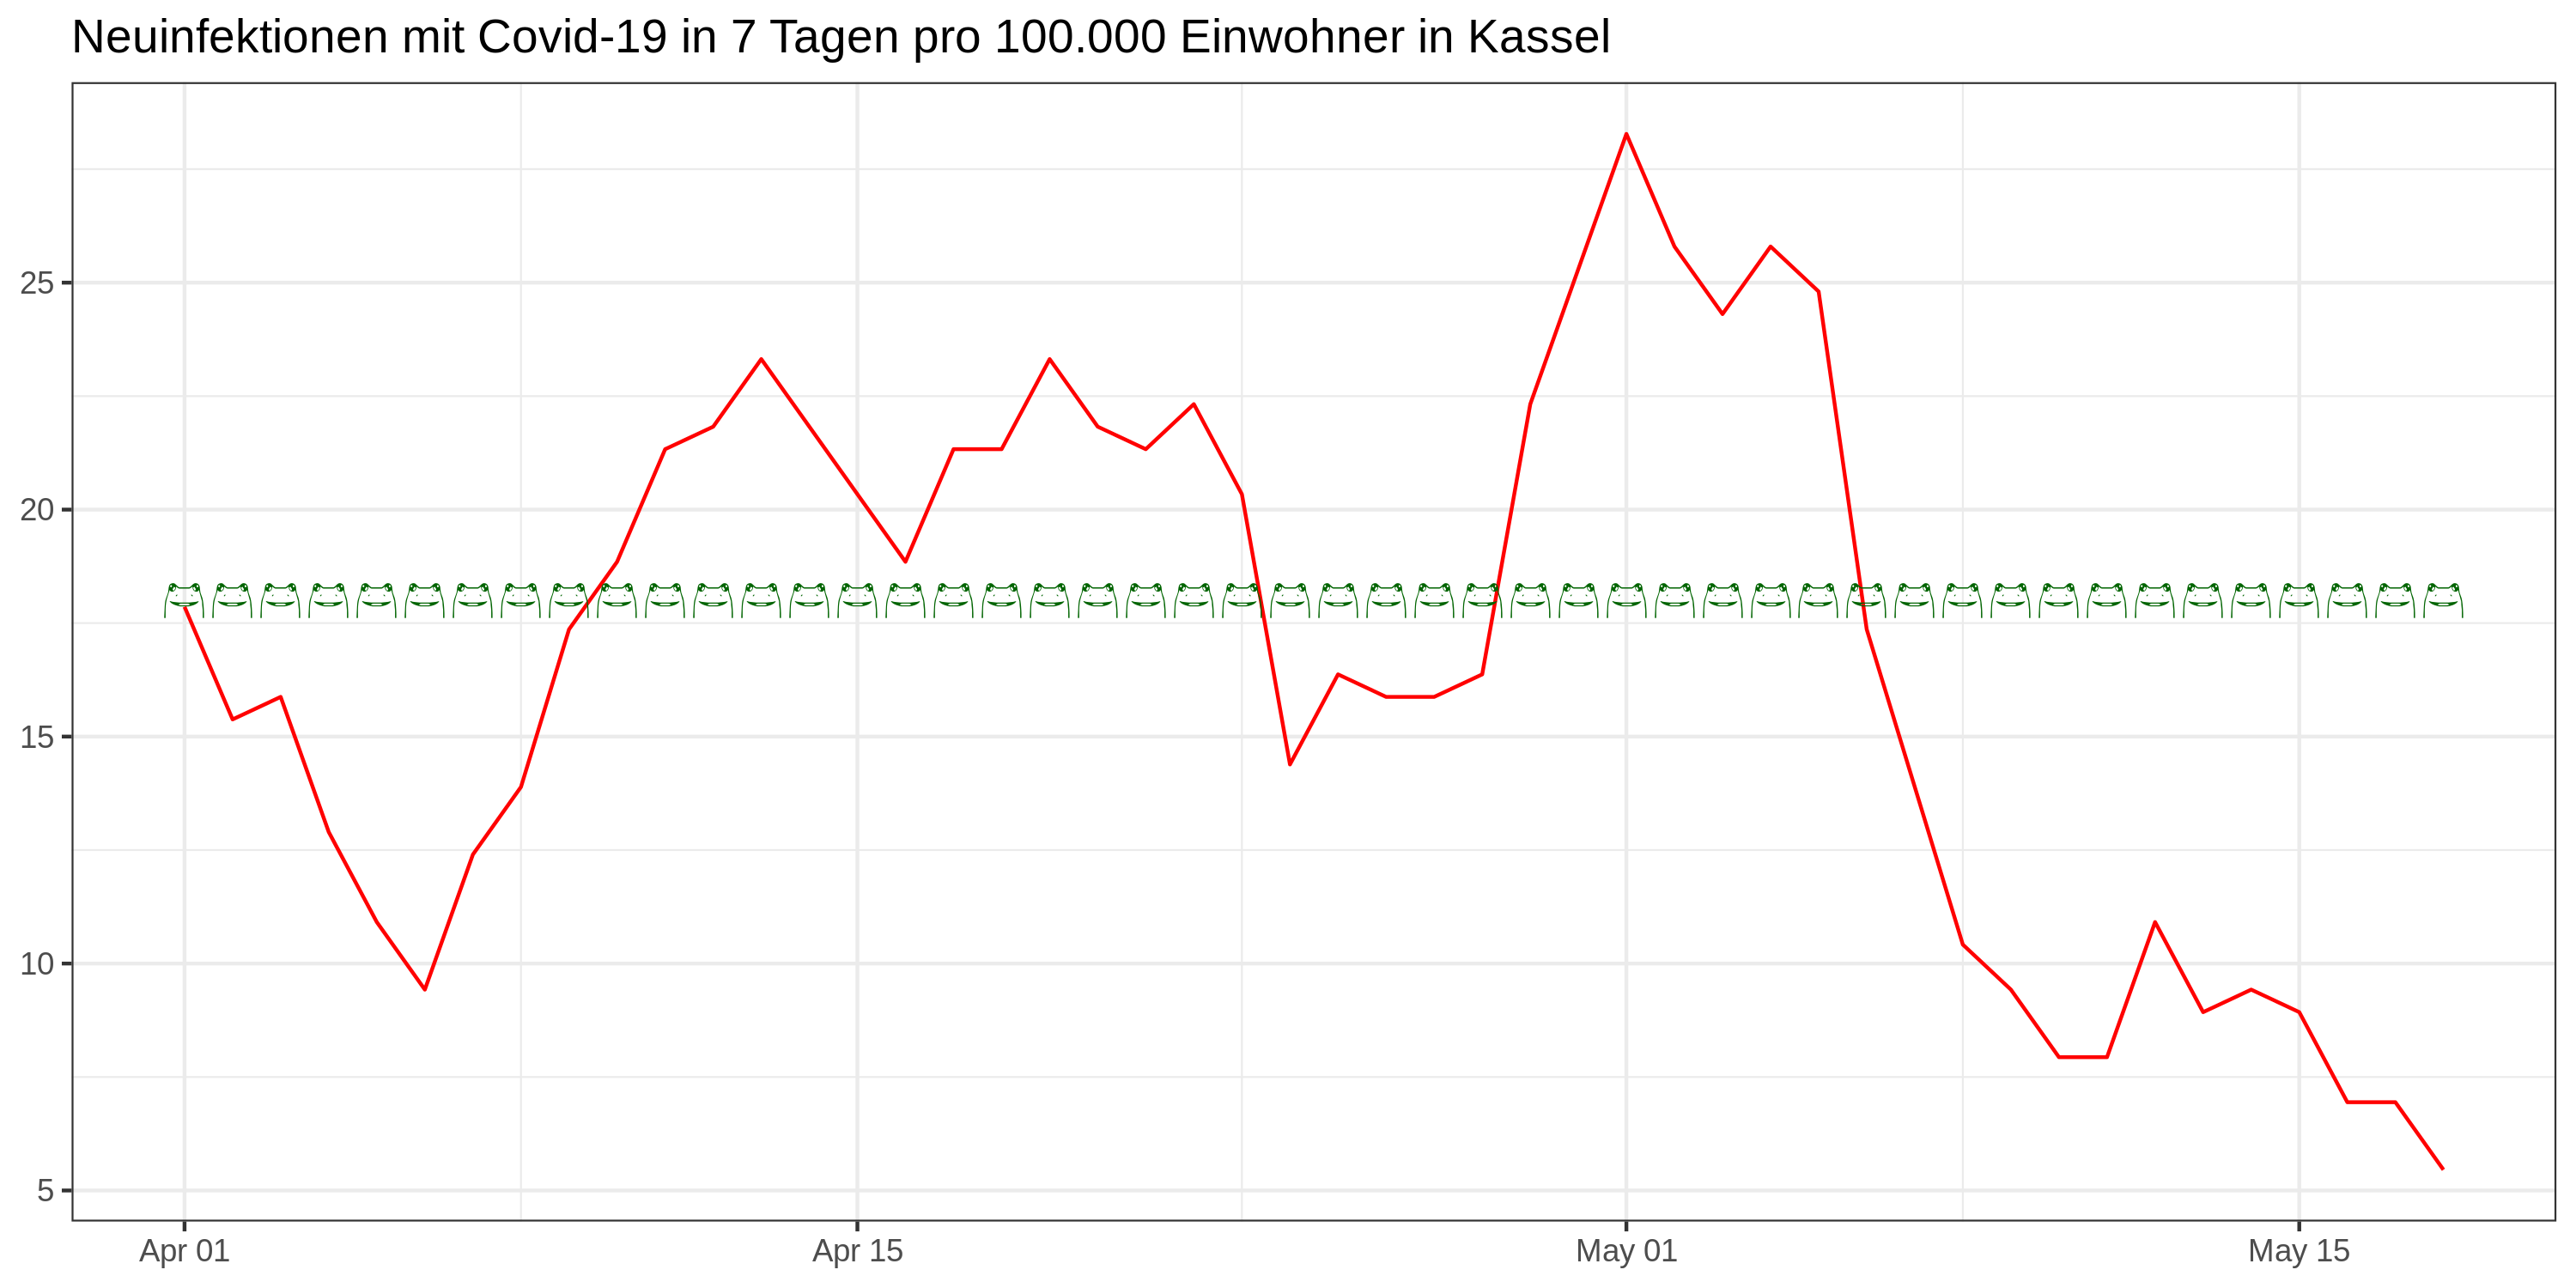 Neuinfektionen mit Covid-19 in 7 Tagen pro 100.000 Einwohner in Kassel
25
20
15
10
5
Apr 01
Apr 15
May 01
May 15